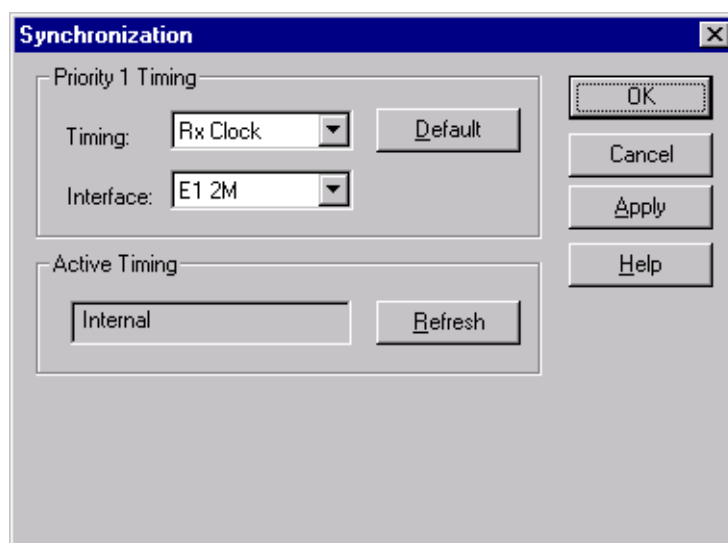 Synchronization
Priority 1 Timing
Timing: Rx Clock Default
Interface: E1 2M
Active Timing
Internal Refresh
OK
Cancel
Apply
Help